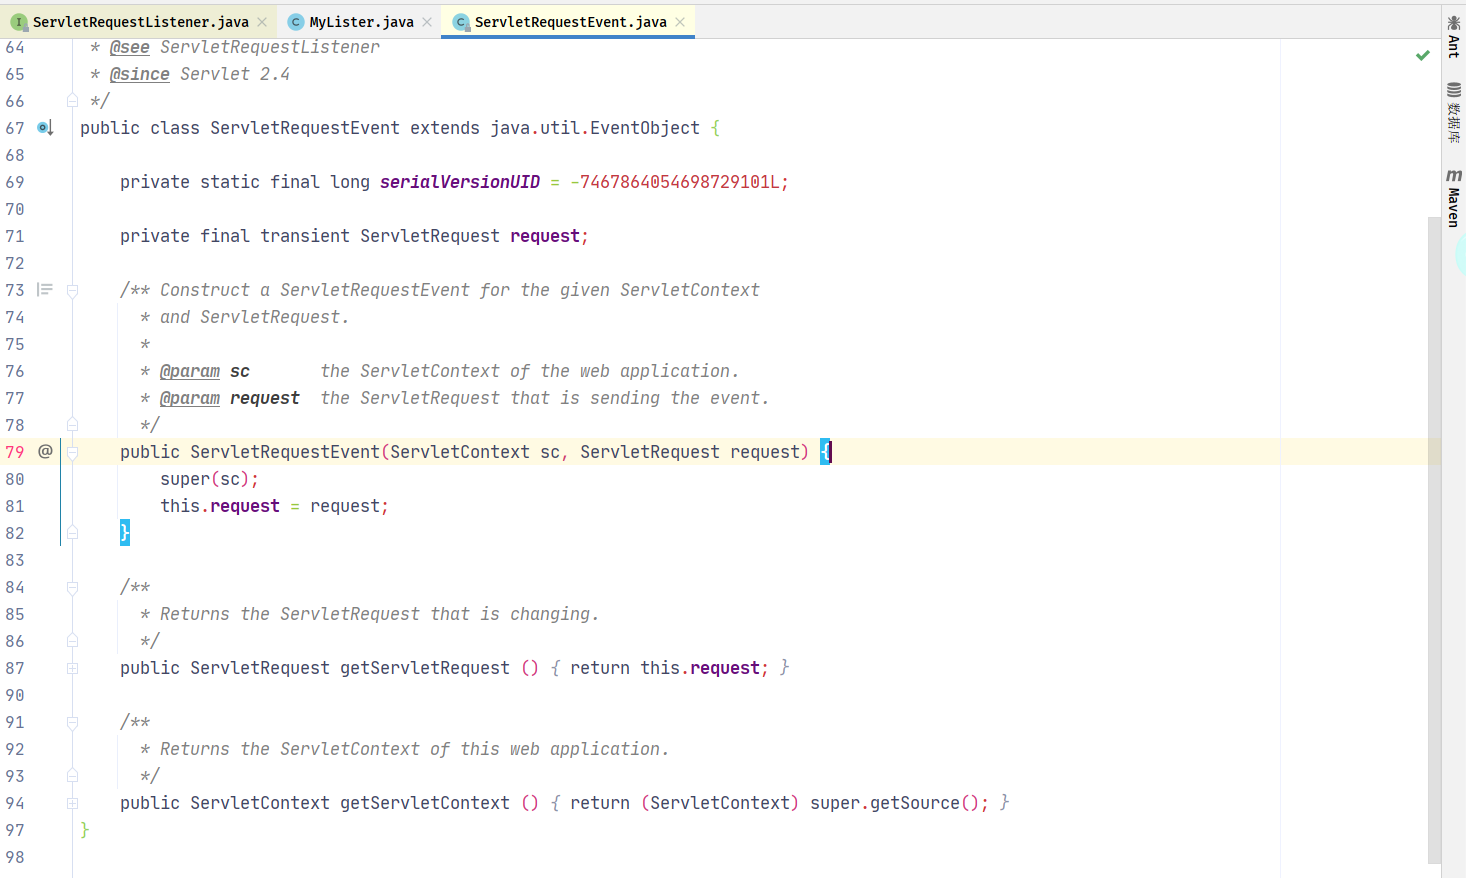 ServletRequestListener.java MyLister.java ServletRequestEvent.java
64 * @see ServletRequestListener
65 * @since Servlet 2.4
66 */
67 public class ServletRequestEvent extends java.util.EventObject {
68
69 private static final long serialVersionUID = -7467864054698729101L;
70
71 private final transient ServletRequest request;
72
73 /** Construct a ServletRequestEvent for the given ServletContext
74 * and ServletRequest.
75 *
76 * @param sc the ServletContext of the web application.
77 * @param request the ServletRequest that is sending the event.
78 */
79 @ public ServletRequestEvent(ServletContext sc, ServletRequest request) {
80 super(sc);
81 this.request = request;
82 }
83
84 /**
85 * Returns the ServletRequest that is changing.
86 */
87 public ServletRequest getServletRequest () { return this.request; }
90
91 /**
92 * Returns the ServletContext of this web application.
93 */
94 public ServletContext getServletContext () { return (ServletContext) super.getSource(); }
97 }
98
Ant
数据库
m Maven